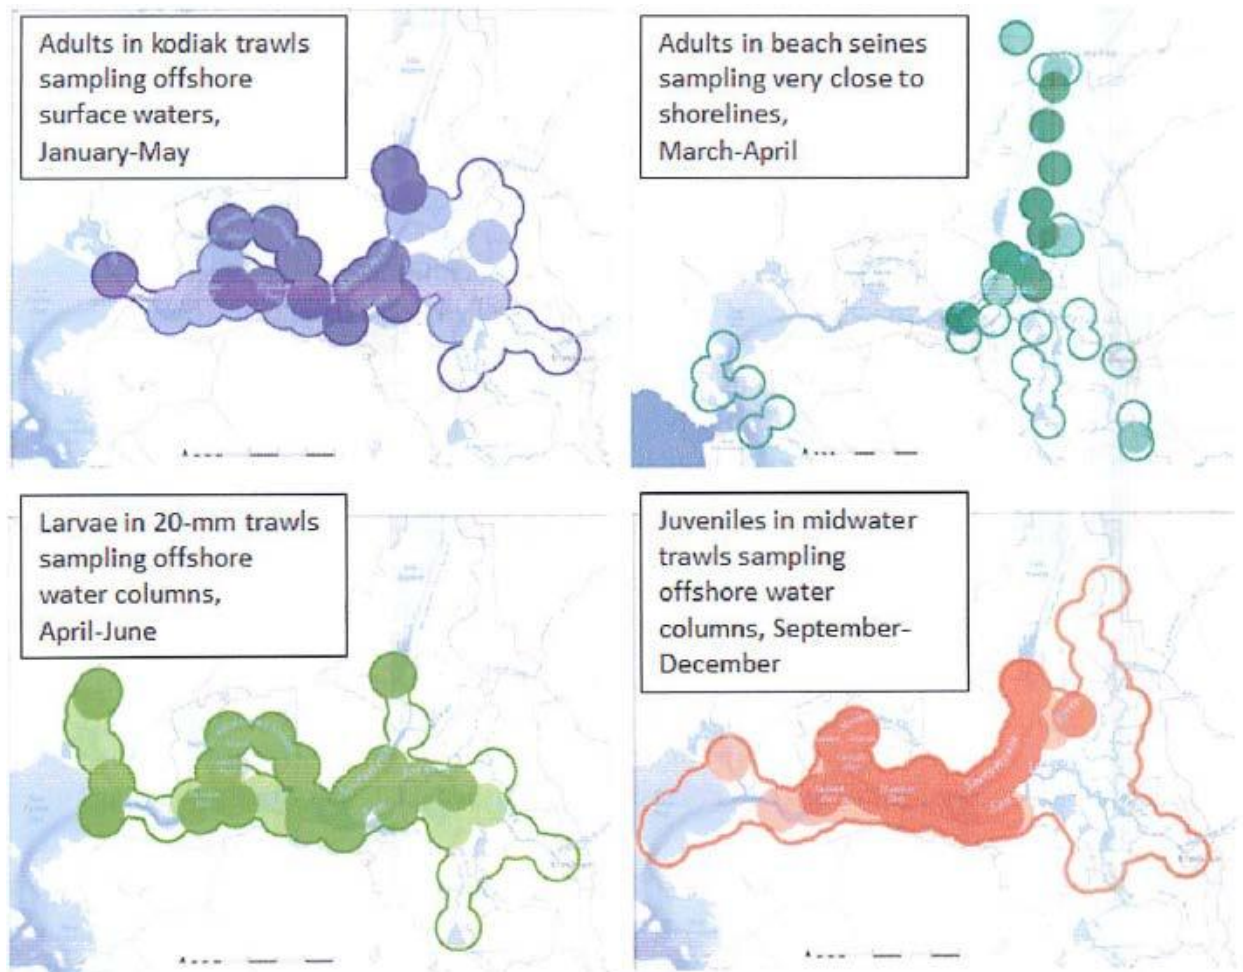 Adults in kodiak trawls
sampling offshore
surface waters,
January-May
Adults in beach seines
sampling very close to
shorelines,
March-April
Larvae in 20-mm trawls
sampling offshore
water columns,
April-June
Juveniles in midwater
trawls sampling
offshore water
columns, September-
December